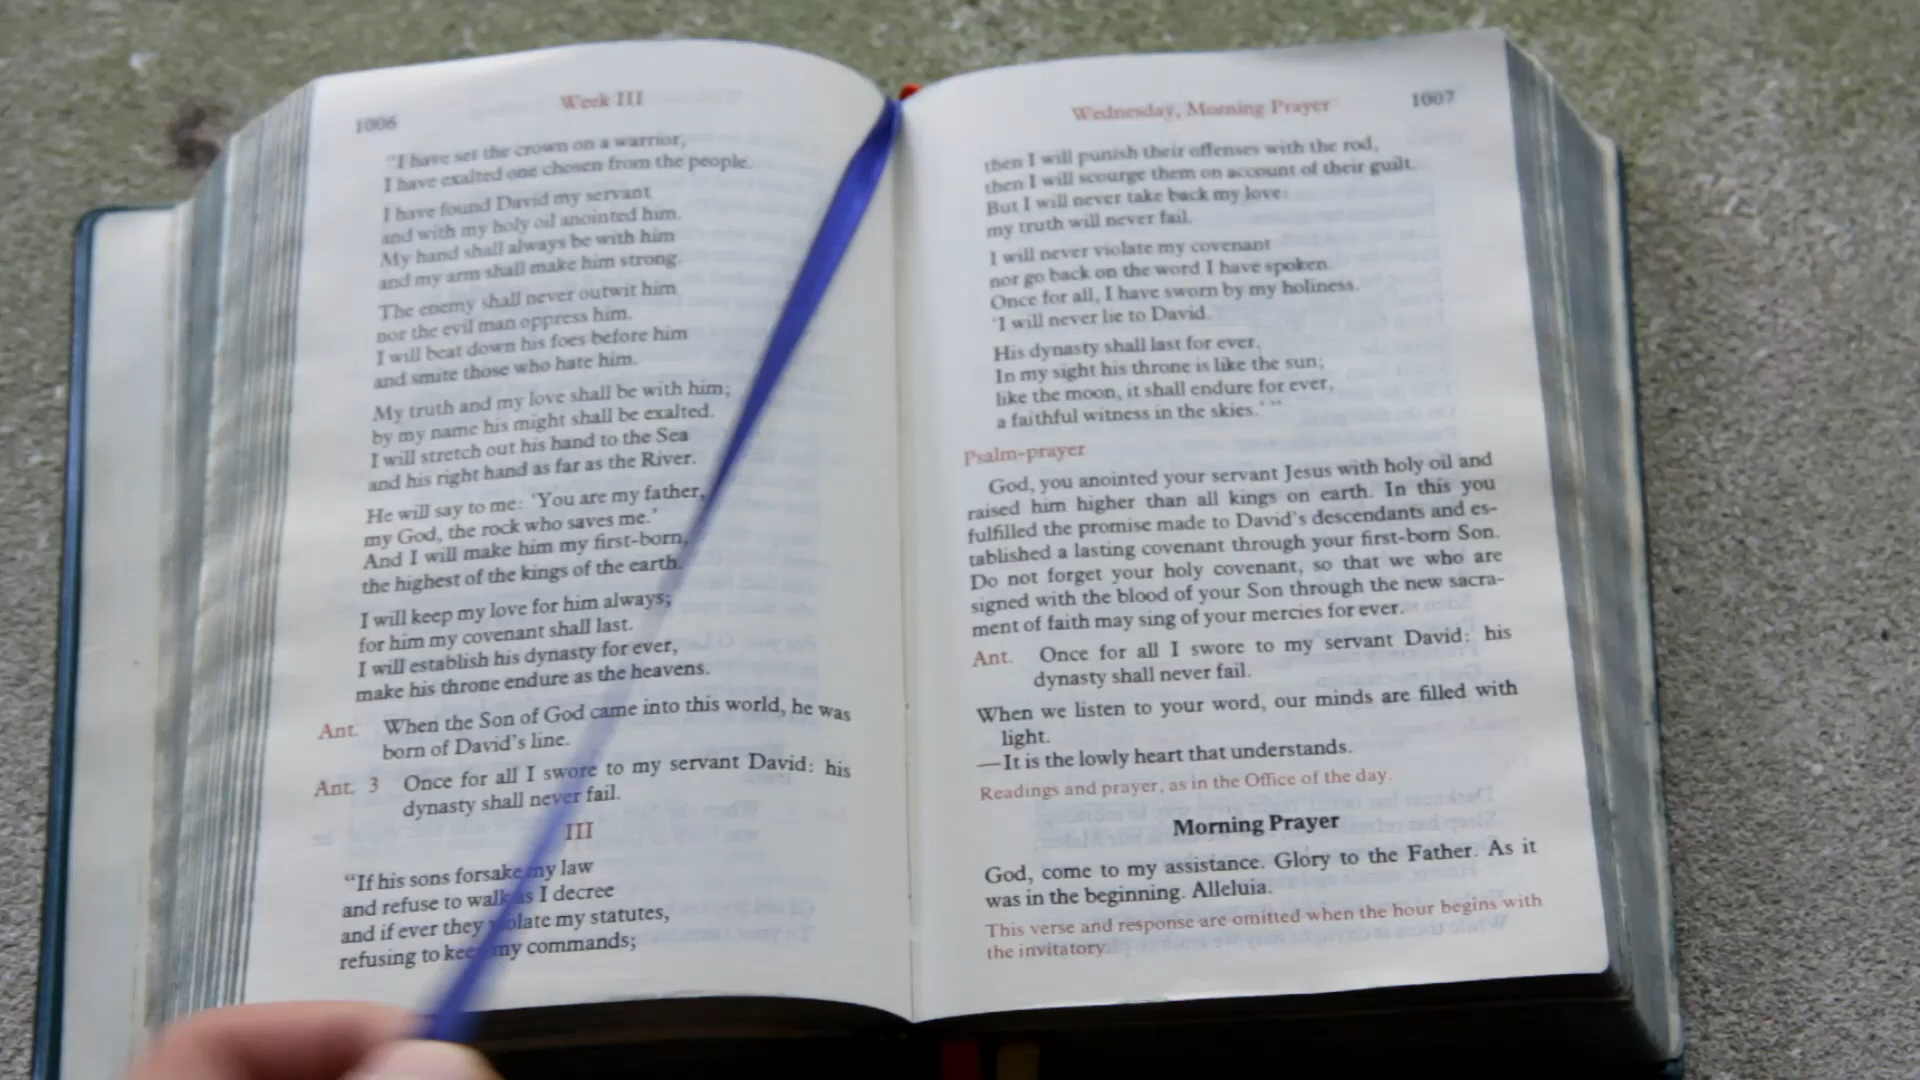 1006
Week III
"I have set the crown on a warrior,
I have exalted one chosen from the people.
I have found David my servant
and with my holy oil anointed him.
My hand shall always be with him
and my arm shall make him strong.
The enemy shall never outwit him
nor the evil man oppress him.
I will beat down his foes before him
and smite those who hate him.
My truth and my love shall be with him;
by my name his might shall be exalted.
I will stretch out his hand to the Sea
and his right hand as far as the River.
He will say to me: 'You are my father,
my God, the rock who saves me.'
And I will make him my first-born,
the highest of the kings of the earth.
I will keep my love for him always;
for him my covenant shall last.
I will establish his dynasty for ever,
make his throne endure as the heavens.
Ant. When the Son of God came into this world, he was
born of David's line.
Ant. 3 Once for all I swore to my servant David: his
dynasty shall never fail.
III
"If his sons forsake my law
and refuse to walk as I decree
and if ever they violate my statutes,
refusing to keep my commands;
Wednesday, Morning Prayer
1007
then I will punish their offenses with the rod,
then I will scourge them on account of their guilt.
But I will never take back my love:
my truth will never fail.
I will never violate my covenant
nor go back on the word I have spoken.
Once for all, I have sworn by my holiness.
'I will never lie to David.
His dynasty shall last for ever,
In my sight his throne is like the sun;
like the moon, it shall endure for ever,
a faithful witness in the skies.' "
Psalm-prayer
God, you anointed your servant Jesus with holy oil and
raised him higher than all kings on earth. In this you
fulfilled the promise made to David's descendants and es-
tablished a lasting covenant through your first-born Son.
Do not forget your holy covenant, so that we who are
signed with the blood of your Son through the new sacra-
ment of faith may sing of your mercies for ever.
Ant. Once for all I swore to my servant David: his
dynasty shall never fail.
When we listen to your word, our minds are filled with
light.
—It is the lowly heart that understands.
Readings and prayer, as in the Office of the day.
Morning Prayer
God, come to my assistance. Glory to the Father. As it
was in the beginning. Alleluia.
This verse and response are omitted when the hour begins with
the invitatory.